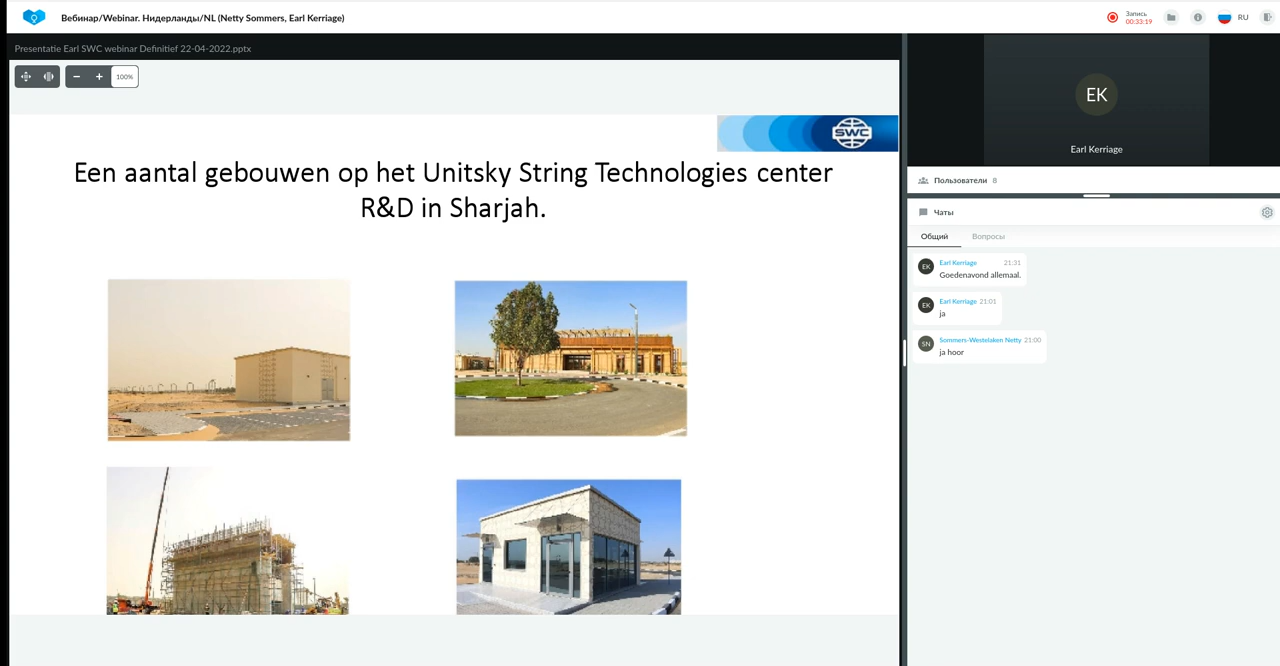 Вебинар/Webinar. Нидерланды/NL (Netty Sommers, Earl Kerriage)
Запись
00:33:19
RU
Presentatie Earl SWC webinar Definitief 22-04-2022.pptx
100%
SWC
Een aantal gebouwen op het Unitsky String Technologies center
R&D in Sharjah.
EK
Earl Kerriage
Пользователи 8
Чаты
Общий Вопросы
EK
Earl Kerriage 21:31
Goedenavond allemaal.
EK
Earl Kerriage 21:01
ja
SN
Sommers-Westelaken Netty 21:00
ja hoor